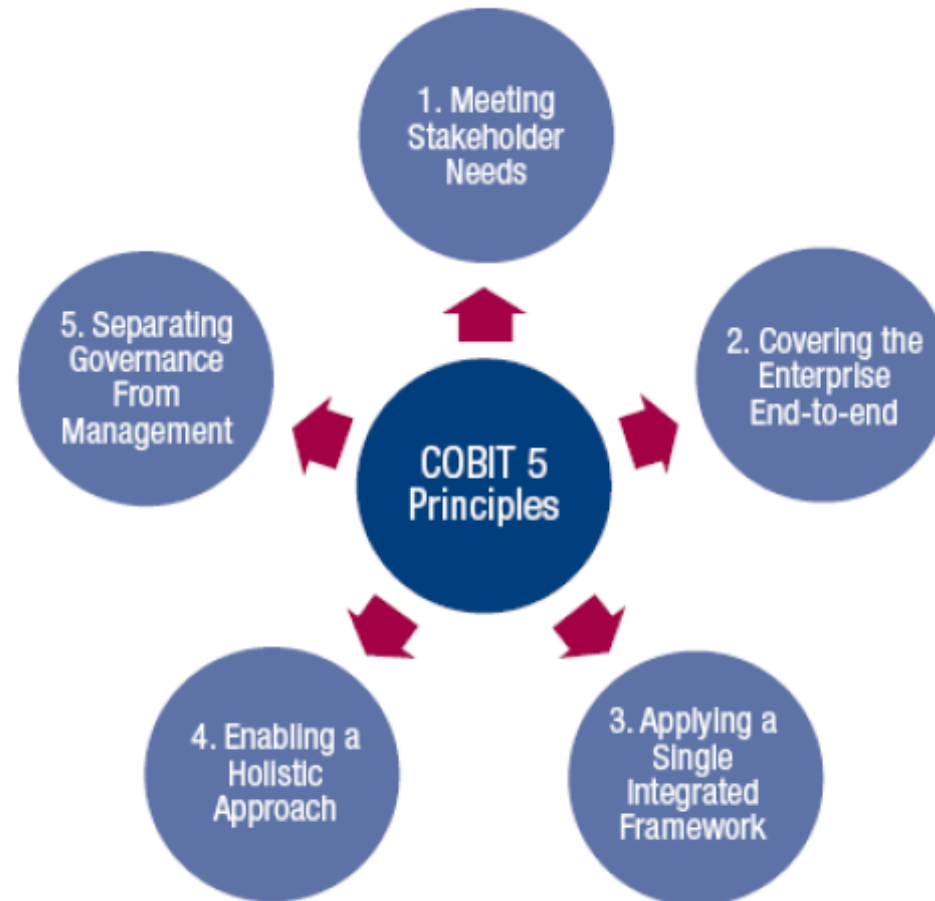 1. Meeting
Stakeholder
Needs
2. Covering the
Enterprise
End-to-end
3. Applying a
Single
Integrated
Framework
4. Enabling a
Holistic
Approach
5. Separating
Governance
From
Management
COBIT 5
Principles